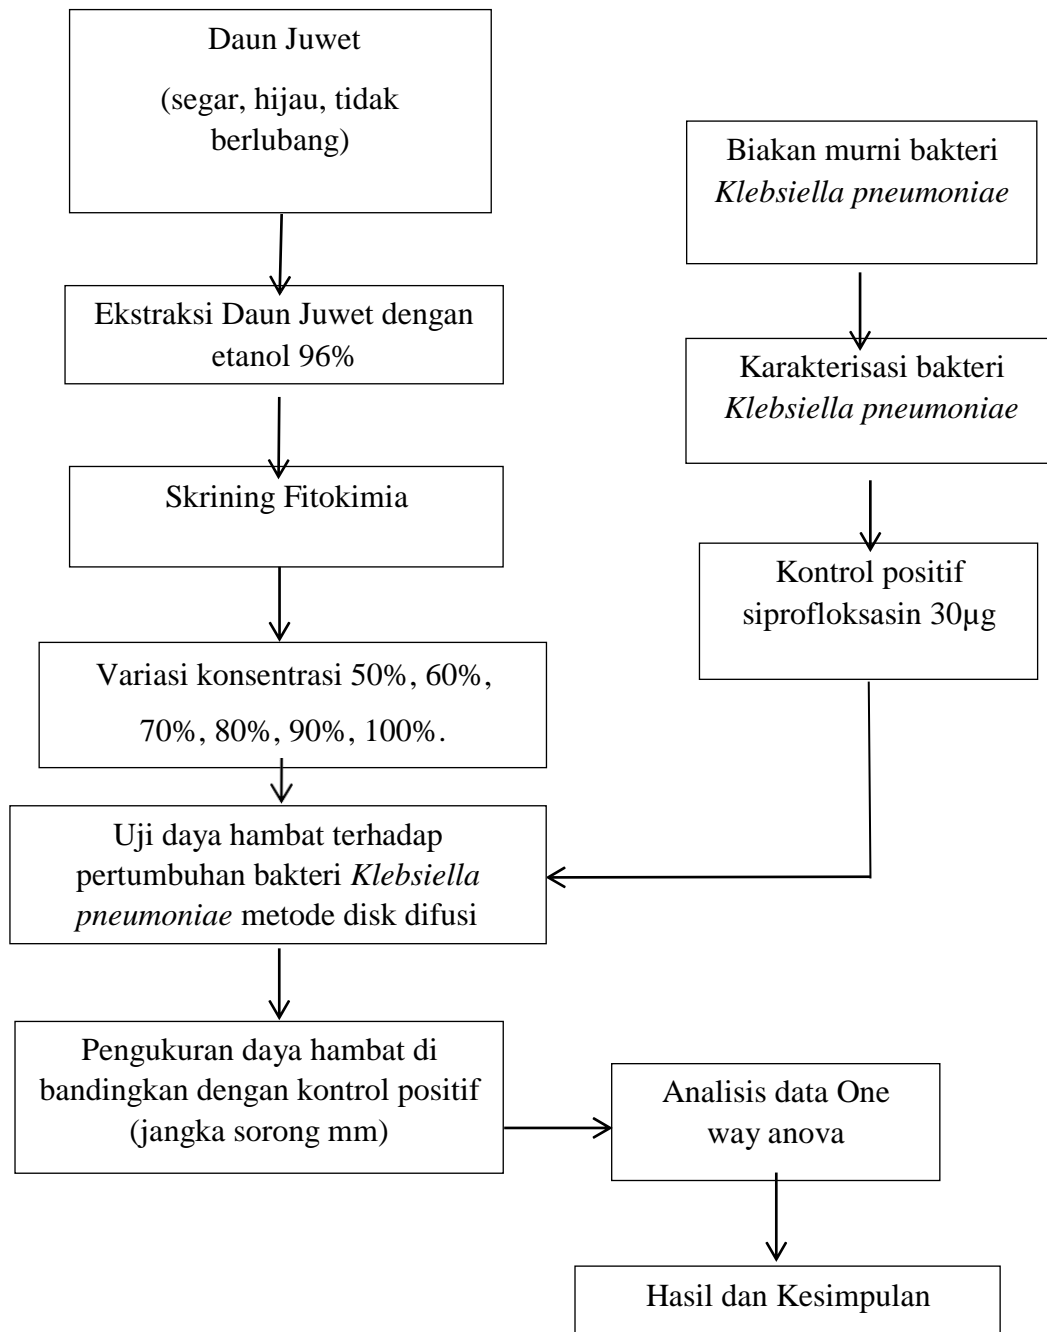 Daun Juwet
(segar, hijau, tidak
berlubang)
Biakan murni bakteri
Klebsiella pneumoniae
Ekstraksi Daun Juwet dengan
etanol 96%
Karakterisasi bakteri
Klebsiella pneumoniae
Skrining Fitokimia
Kontrol positif
siprofloksasin 30µg
Variasi konsentrasi 50%, 60%,
70%, 80%, 90%, 100%.
Uji daya hambat terhadap
pertumbuhan bakteri Klebsiella
pneumoniae metode disk difusi
Pengukuran daya hambat di
bandingkan dengan kontrol positif
(jangka sorong mm)
Analisis data One
way anova
Hasil dan Kesimpulan